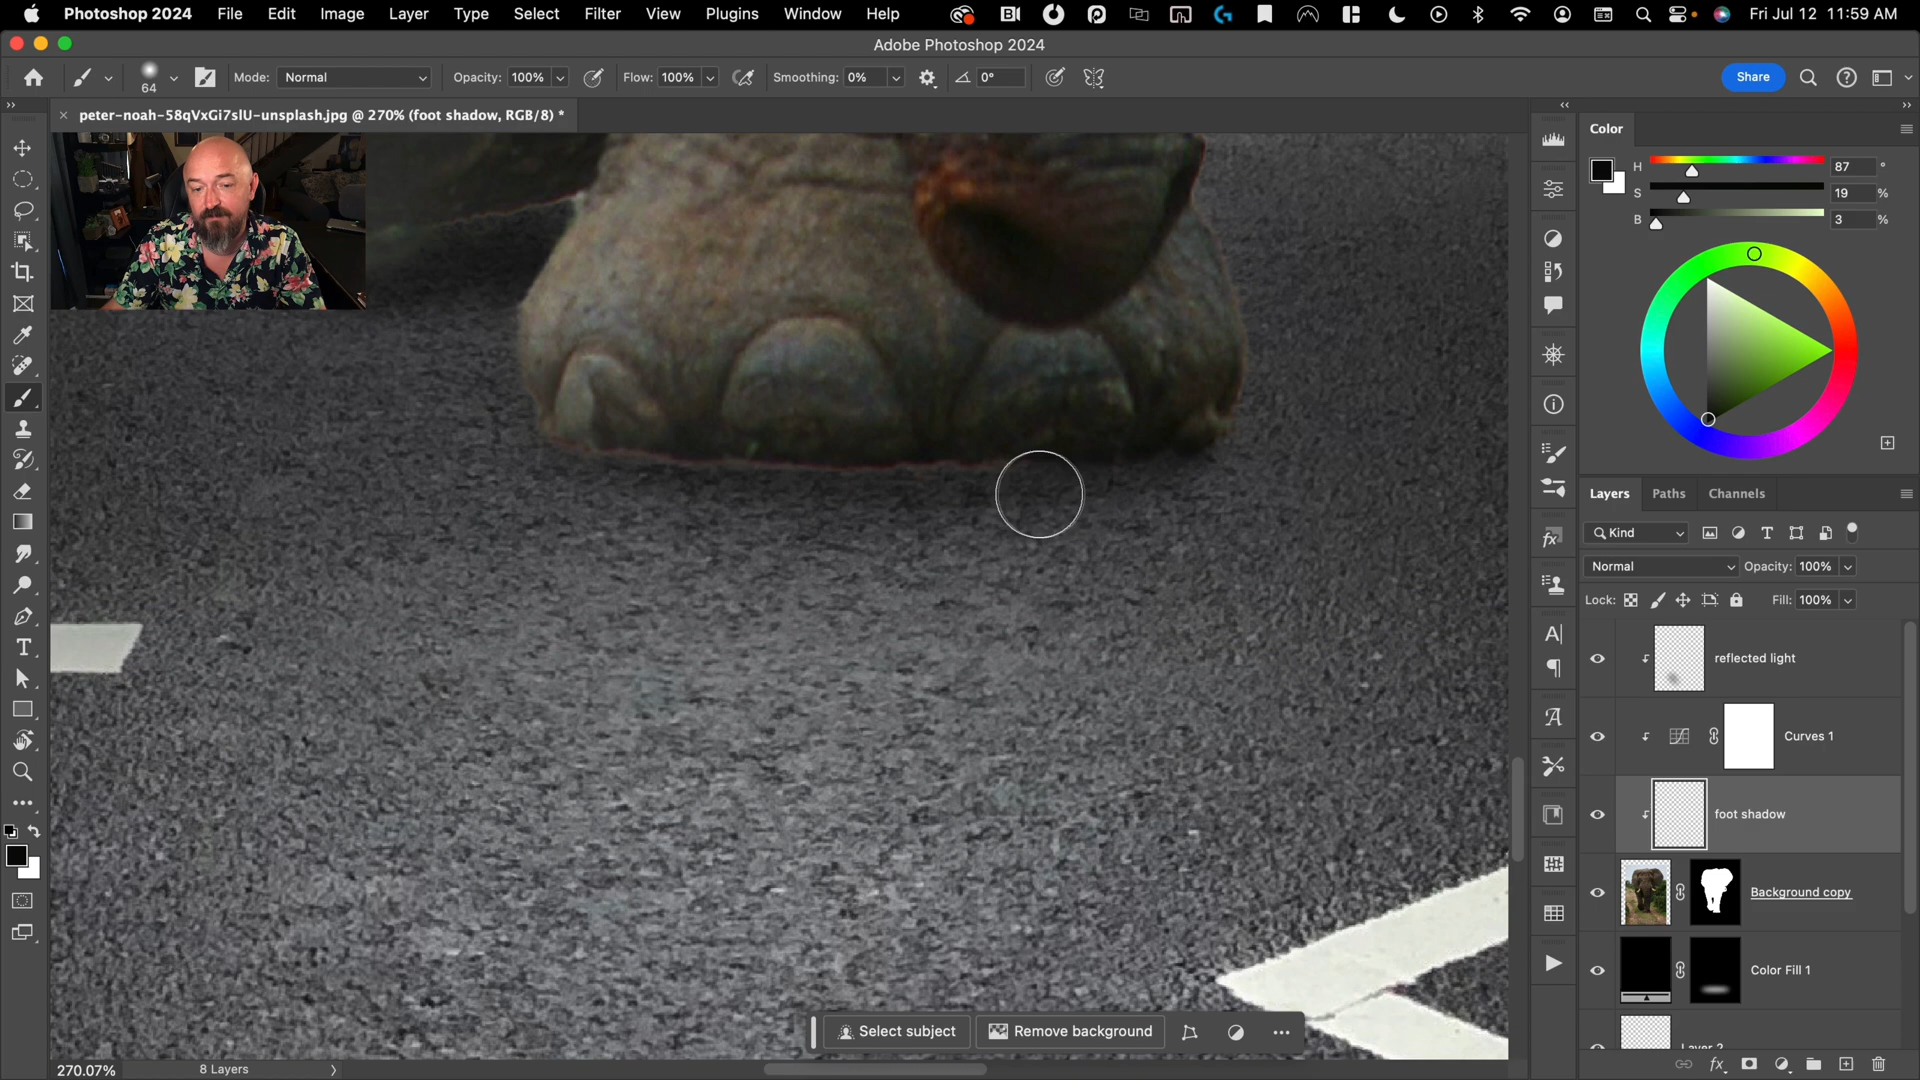 Photoshop 2024 File Edit Image Layer Type Select Filter View Plugins Window Help Fri Jul 12 11:59 AM
Adobe Photoshop 2024
64 Mode: Normal Opacity: 100% Flow: 100% Smoothing: 0% 0° Share
peter-noah-58qVxGi7slU-unsplash.jpg @ 270% (foot shadow, RGB/8) *
Color
H 87 °
S 19 %
B 3 %
Layers Paths Channels
Kind
Normal Opacity: 100%
Lock: Fill: 100%
reflected light
Curves 1
foot shadow
Background copy
Color Fill 1
Layer 2
Select subject Remove background
270.07% 8 Layers